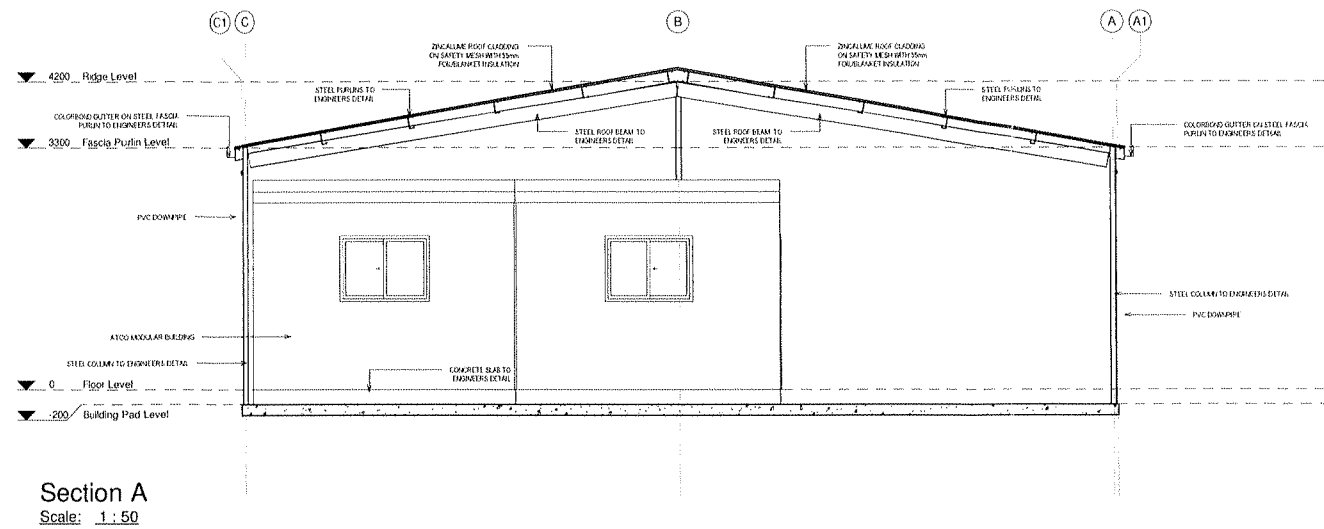 C1 C B A A1
ZINCALUME ROOF CLADDING
ON SAFETY MESH WITH 55mm
FOIL/BLANKET INSULATION
ZINCALUME ROOF CLADDING
ON SAFETY MESH WITH 55mm
FOIL/BLANKET INSULATION
4200 Ridge Level
STEEL PURLINS TO
ENGINEERS DETAIL
STEEL PURLINS TO
ENGINEERS DETAIL
COLORBOND GUTTER ON STEEL FASCIA
PURLIN TO ENGINEERS DETAIL
COLORBOND GUTTER ON STEEL FASCIA
PURLIN TO ENGINEERS DETAIL
STEEL ROOF BEAM TO
ENGINEERS DETAIL
STEEL ROOF BEAM TO
ENGINEERS DETAIL
3300 Fascia Purlin Level
PVC DOWNPIPE
STEEL COLUMN TO ENGINEERS DETAIL
PVC DOWNPIPE
ATCO MODULAR BUILDING
STEEL COLUMN TO ENGINEERS DETAIL
CONCRETE SLAB TO
ENGINEERS DETAIL
0 Floor Level
-200 Building Pad Level
Section A
Scale: 1 : 50